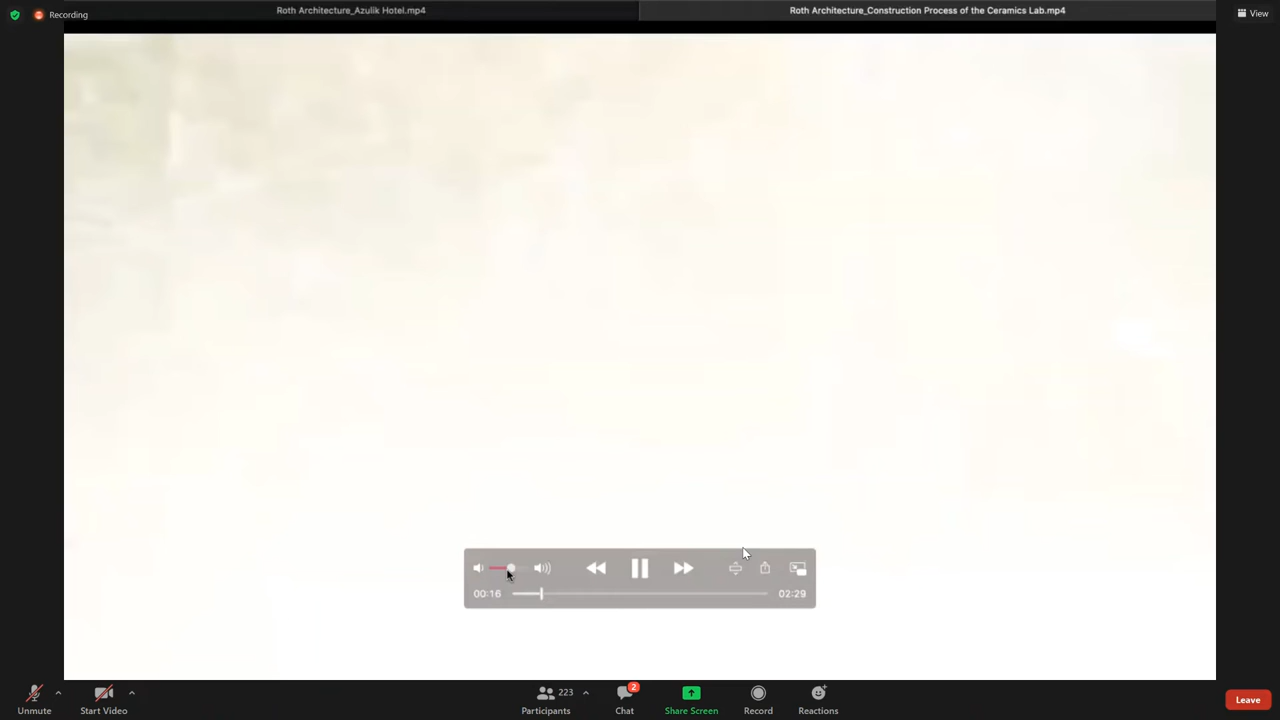 Recording
Roth Architecture_Azulik Hotel.mp4
Roth Architecture_Construction Process of the Ceramics Lab.mp4
View
00:16
02:29
Unmute
Start Video
223
Participants
2
Chat
Share Screen
Record
Reactions
Leave